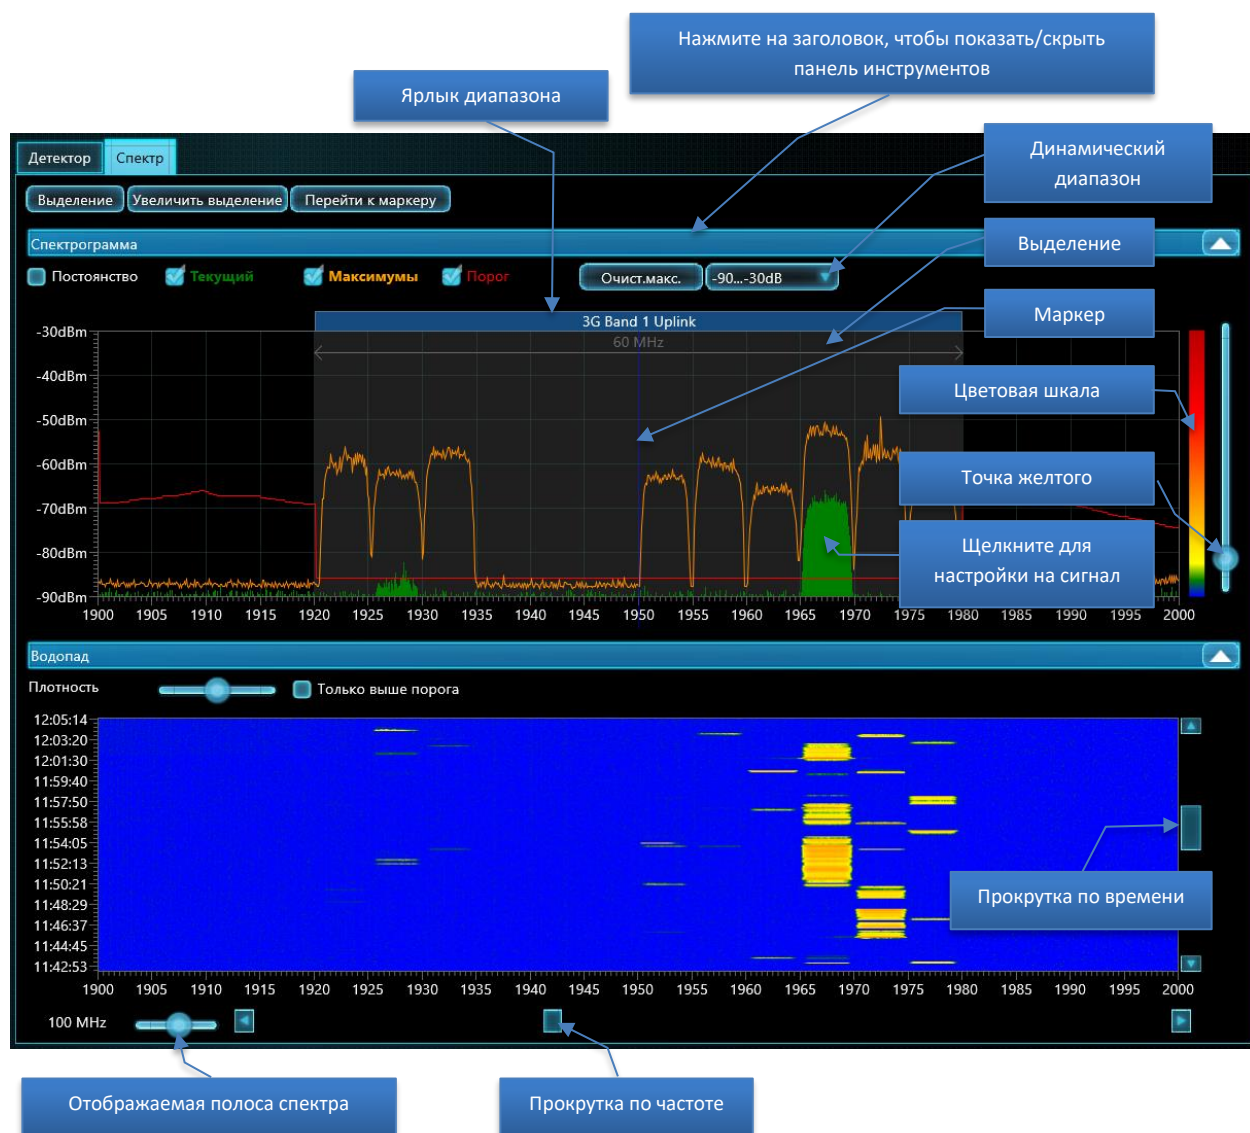 Нажмите на заголовок, чтобы показать/скрыть
панель инструментов
Ярлык диапазона
Динамический
диапазон
Детектор
Спектр
Выделение
Увеличить выделение
Перейти к маркеру
Выделение
Спектрограмма
Постоянство
Текущий
Максимумы
Порог
Очист.макс.
-90...-30dB
Маркер
3G Band 1 Uplink
60 MHz
-30dBm
-40dBm
-50dBm
-60dBm
-70dBm
-80dBm
-90dBm
Цветовая шкала
Точка желтого
Щелкните для
настройки на сигнал
1900 1905 1910 1915 1920 1925 1930 1935 1940 1945 1950 1955 1960 1965 1970 1975 1980 1985 1990 1995 2000
Водопад
Плотность
Только выше порога
12:05:14
12:03:20
12:01:30
11:59:40
11:57:50
11:55:58
11:54:05
11:52:13
11:50:21
11:48:29
11:46:37
11:44:45
11:42:53
Прокрутка по времени
1900 1905 1910 1915 1920 1925 1930 1935 1940 1945 1950 1955 1960 1965 1970 1975 1980 1985 1990 1995 2000
100 MHz
Отображаемая полоса спектра
Прокрутка по частоте